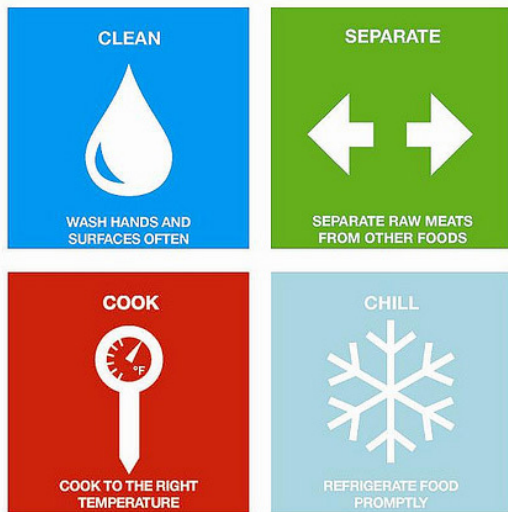 CLEAN
WASH HANDS AND
SURFACES OFTEN
SEPARATE
SEPARATE RAW MEATS
FROM OTHER FOODS
COOK
°F
COOK TO THE RIGHT
TEMPERATURE
CHILL
REFRIGERATE FOOD
PROMPTLY